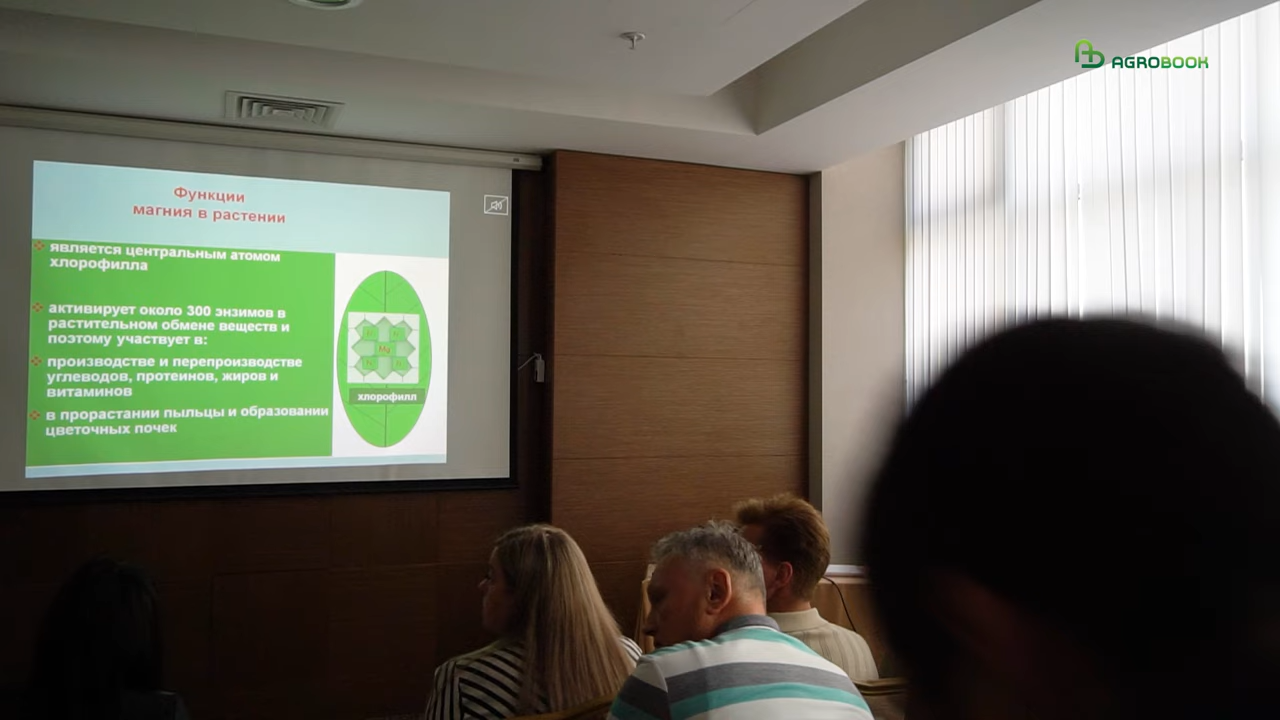 AGROBOOK
Функции
магния в растении
является центральным атомом
хлорофилла
активирует около 300 энзимов в
растительном обмене веществ и
поэтому участвует в:
производстве и перепроизводстве
углеводов, протеинов, жиров и
витаминов
в прорастании пыльцы и образовании
цветочных почек
Mg
хлорофилл